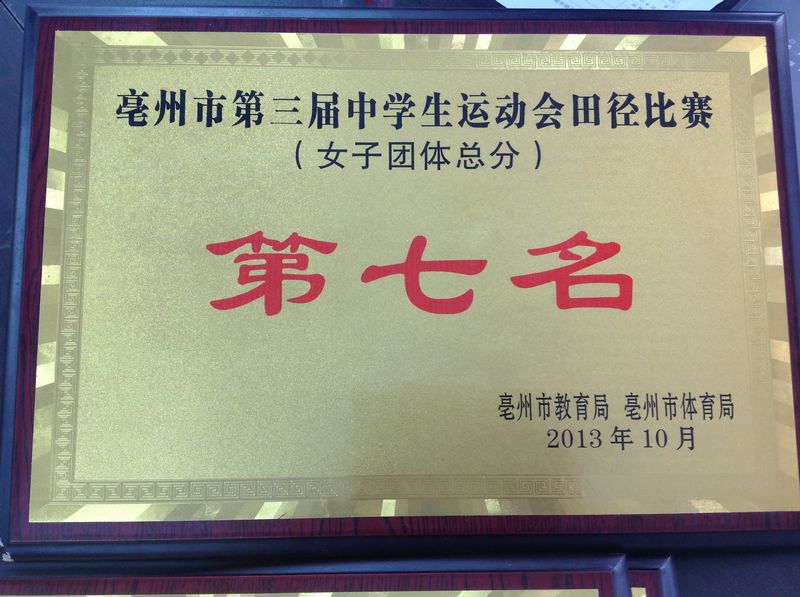 亳州市第三届中学生运动会田径比赛
（女子团体总分）
第七名
亳州市教育局 亳州市体育局
2013年10月